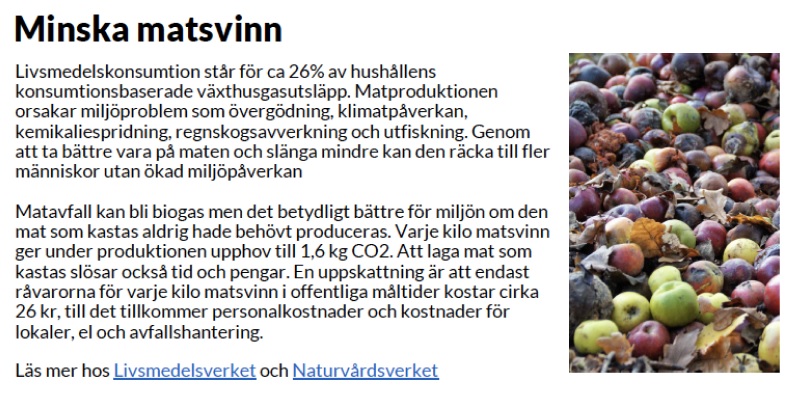 Minska matsvinn
Livsmedelskonsumtion står för ca 26% av hushållens
konsumtionsbaserade växthusgasutsläpp. Matproduktionen
orsakar miljöproblem som övergödning, klimatpåverkan,
kemikaliespridning, regnskogsavverkning och utfiskning. Genom
att ta bättre vara på maten och slänga mindre kan den räcka till fler
människor utan ökad miljöpåverkan
Matavfall kan bli biogas men det betydligt bättre för miljön om den
mat som kastas aldrig hade behövt produceras. Varje kilo matsvinn
ger under produktionen upphov till 1,6 kg CO2. Att laga mat som
kastas slösar också tid och pengar. En uppskattning är att endast
råvarorna för varje kilo matsvinn i offentliga måltider kostar cirka
26 kr, till det tillkommer personalkostnader och kostnader för
lokaler, el och avfallshantering.
Läs mer hos Livsmedelsverket och Naturvårdsverket